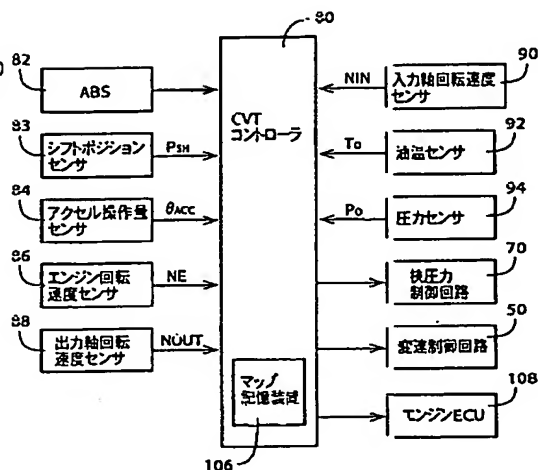 82
ABS
83
シフトポジション
センサ
PSH
84
アクセル操作量
センサ
θACC
86
エンジン回転
速度センサ
NE
88
出力軸回転
速度センサ
NOUT
80
CVT
コントローラ
マップ
記憶装置
106
90
NIN
入力軸回転速度
センサ
92
To
油温センサ
94
Po
圧力センサ
70
挟圧力
制御回路
50
変速制御回路
108
エンジンECU